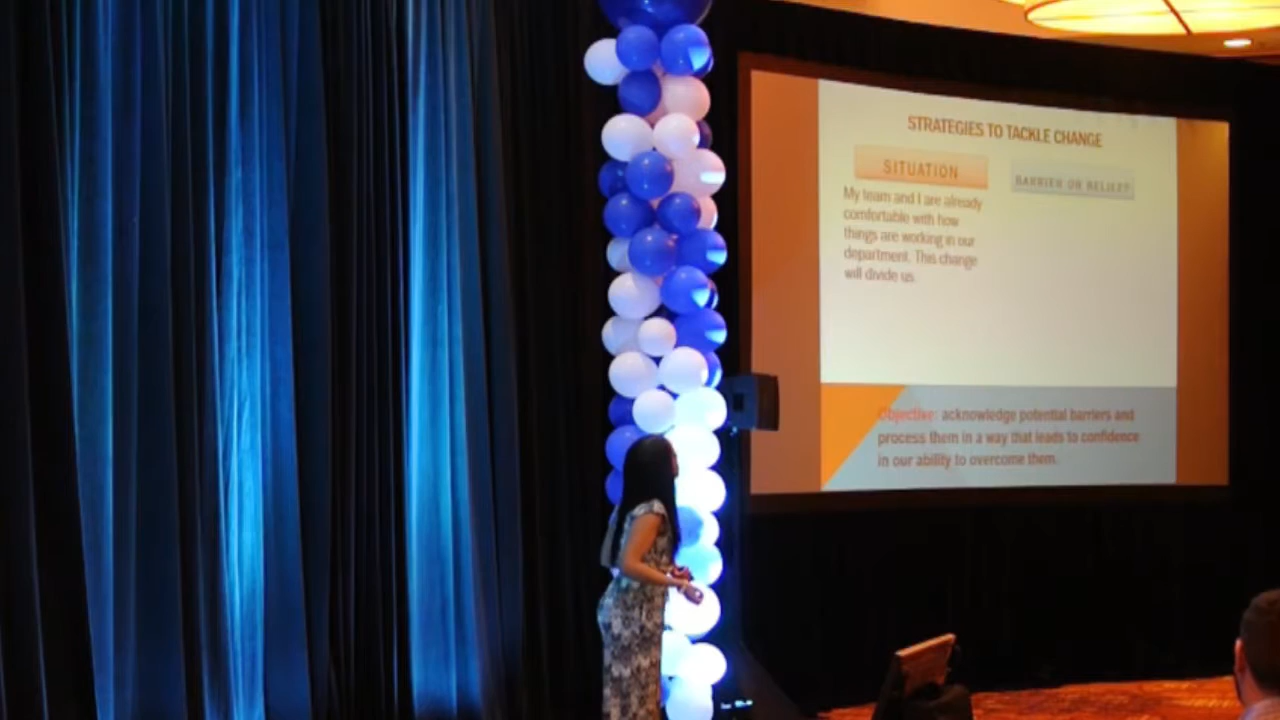 STRATEGIES TO TACKLE CHANGE
SITUATION
BARRIER OR BELIEF?
My team and I are already
comfortable with how
things are working in our
department. This change
will divide us.
Objective: acknowledge potential barriers and
process them in a way that leads to confidence
in our ability to overcome them.